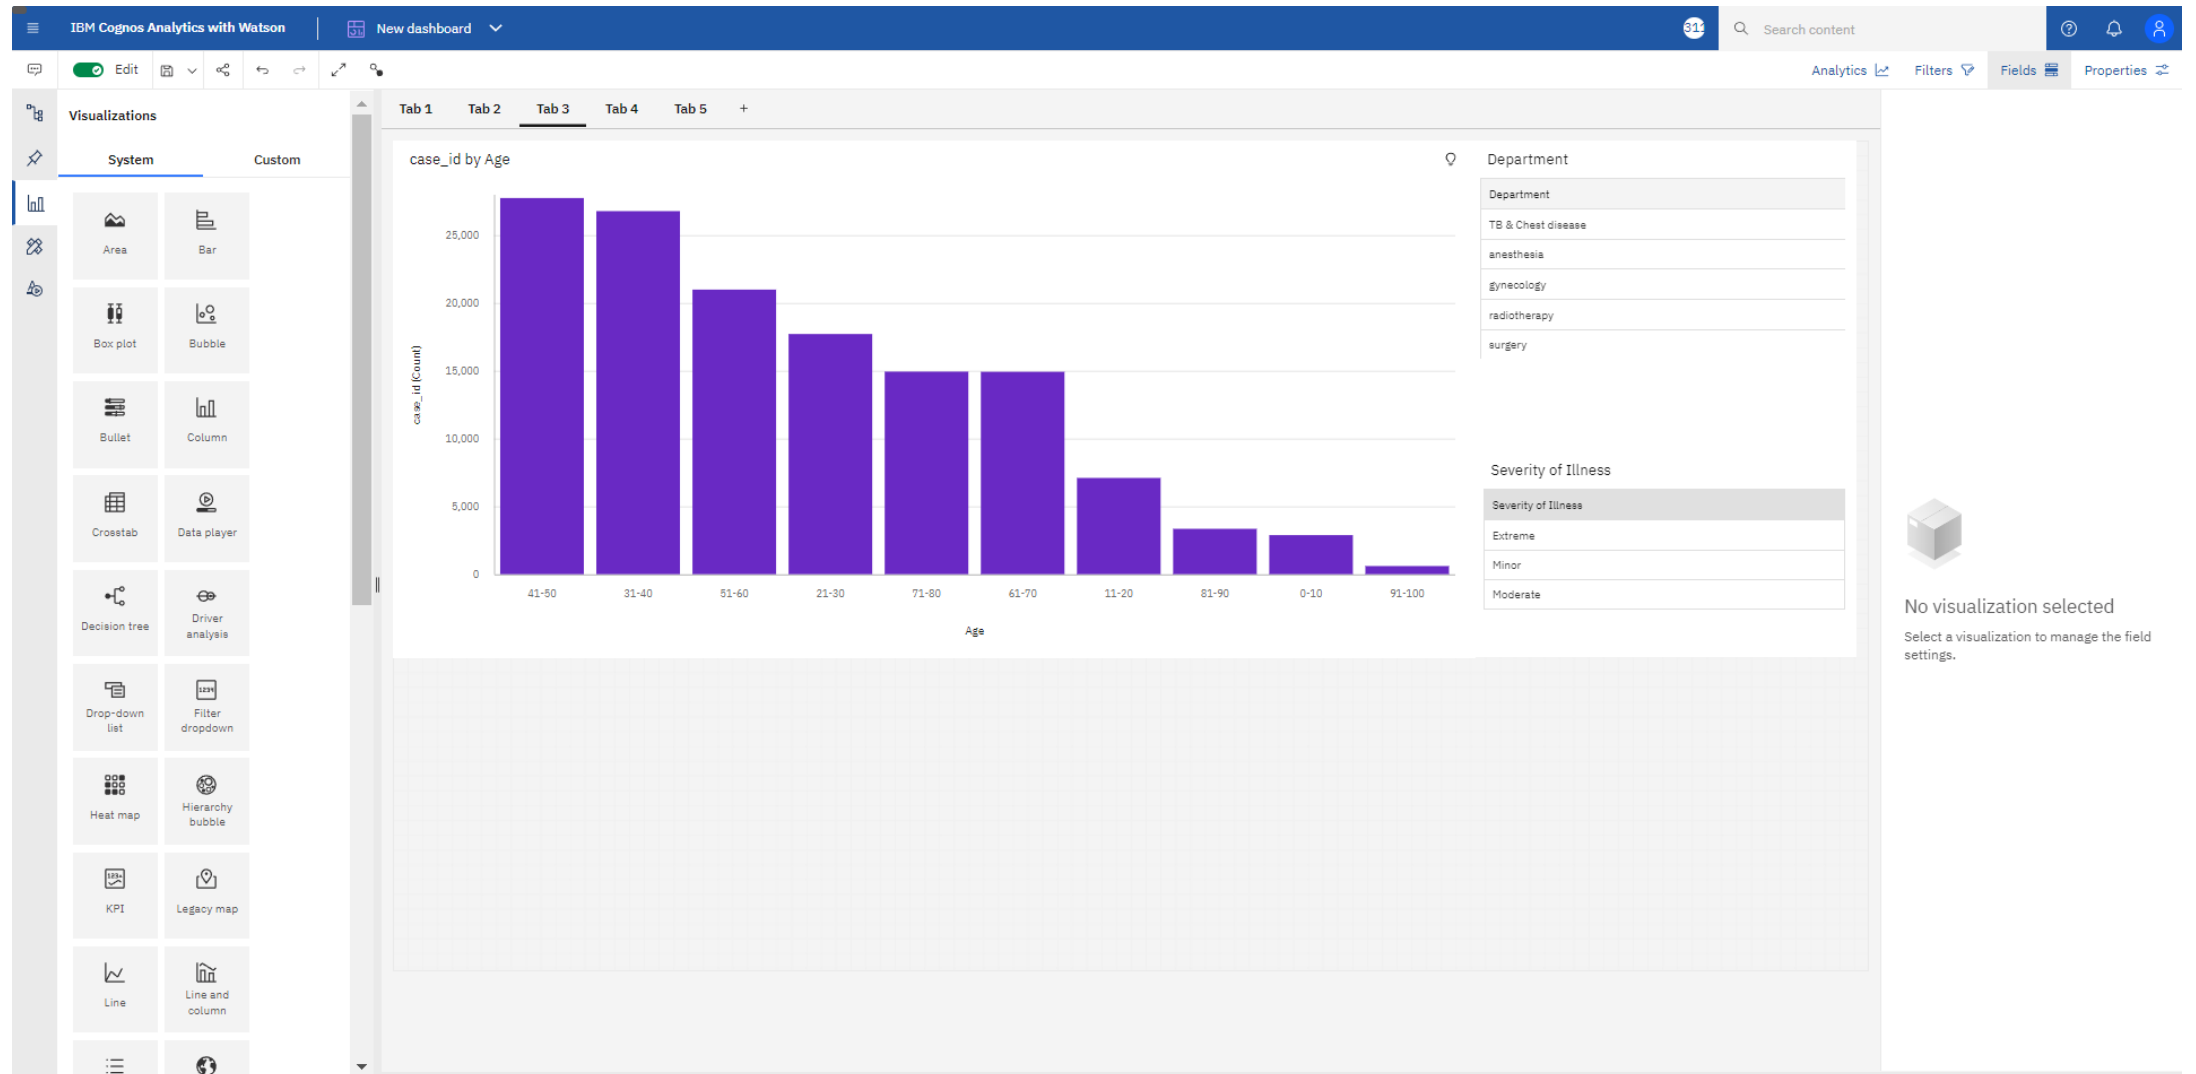 IBM Cognos Analytics with Watson
New dashboard
311
Search content
Edit
Analytics
Filters
Fields
Properties
Visualizations
System
Custom
Area
Bar
Box plot
Bubble
Bullet
Column
Crosstab
Data player
Decision tree
Driver
analysis
Drop-down
list
1234
Filter
dropdown
Heat map
Hierarchy
bubble
KPI
Legacy map
Line
Line and
column
Tab 1
Tab 2
Tab 3
Tab 4
Tab 5
+
case_id by Age
case_id (Count)
25,000
20,000
15,000
10,000
5,000
0
41-50
31-40
51-60
21-30
71-80
61-70
11-20
81-90
0-10
91-100
Age
Department
Department
TB & Chest disease
anesthesia
gynecology
radiotherapy
surgery
Severity of Illness
Severity of Illness
Extreme
Minor
Moderate
No visualization selected
Select a visualization to manage the field
settings.